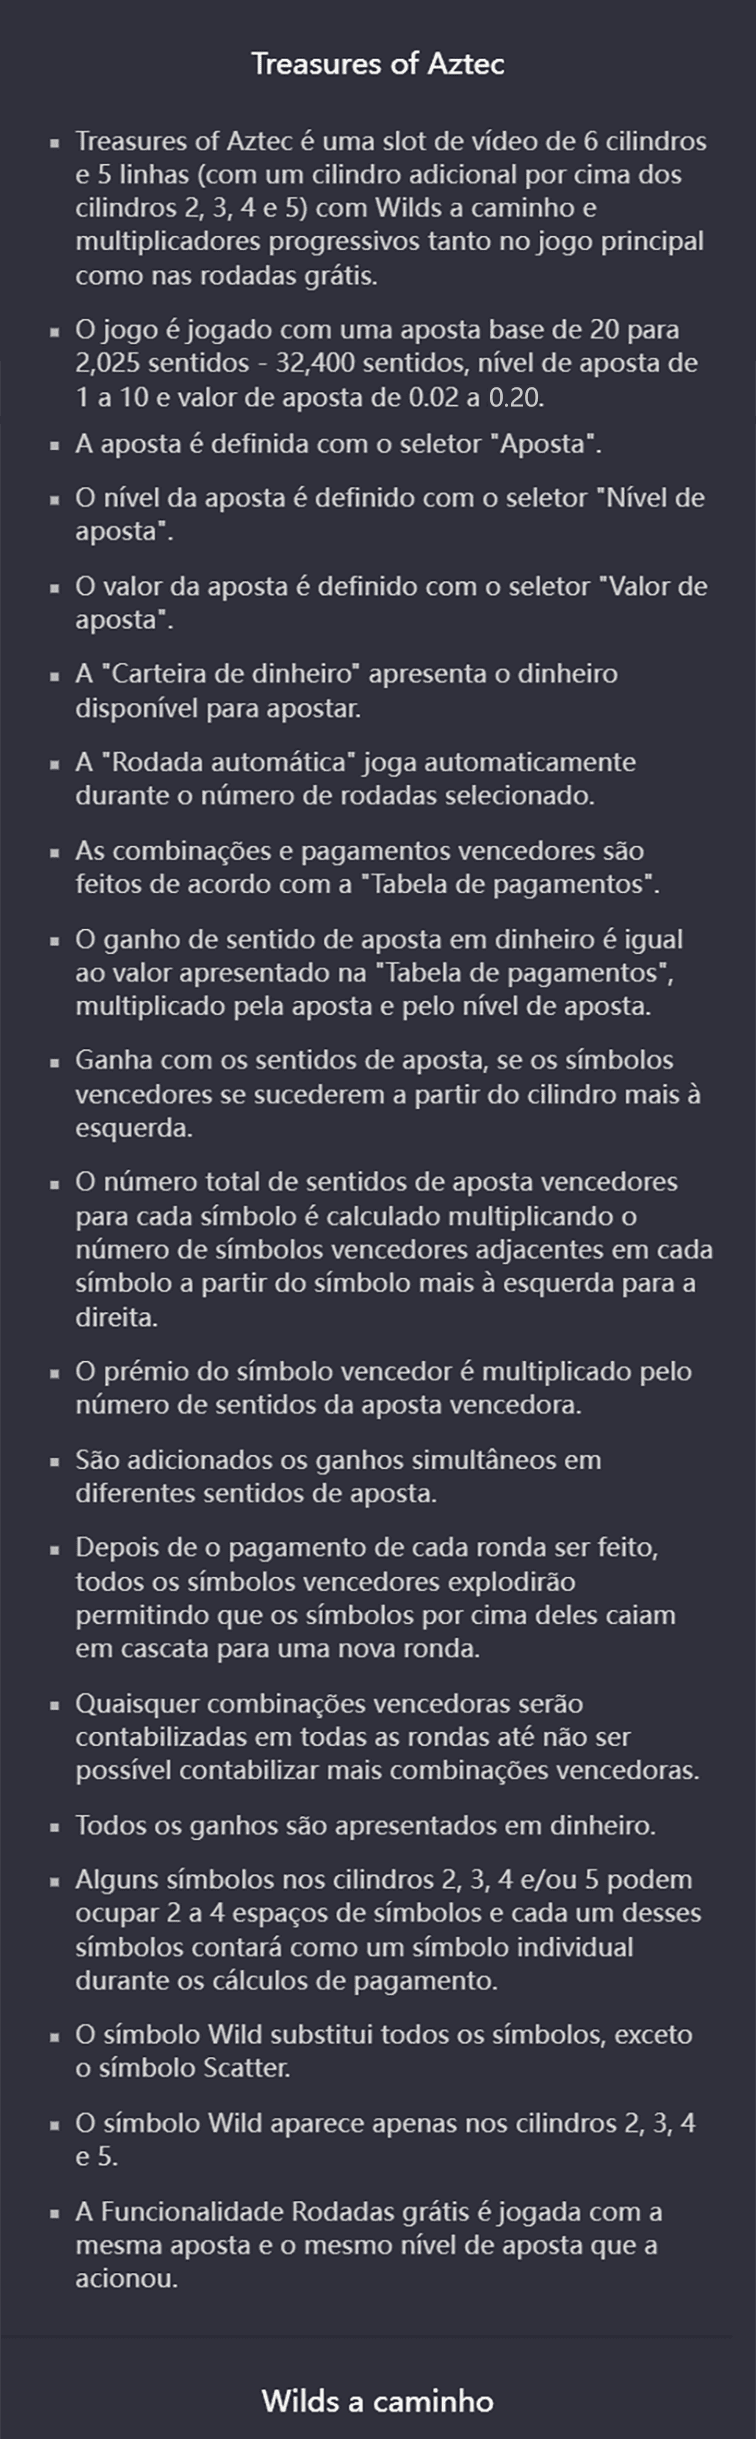 Treasures of Aztec
▪ Treasures of Aztec é uma slot de vídeo de 6 cilindros
e 5 linhas (com um cilindro adicional por cima dos
cilindros 2, 3, 4 e 5) com Wilds a caminho e
multiplicadores progressivos tanto no jogo principal
como nas rodadas grátis.
▪ O jogo é jogado com uma aposta base de 20 para
2,025 sentidos - 32,400 sentidos, nível de aposta de
1 a 10 e valor de aposta de 0.02 a 0.20.
▪ A aposta é definida com o seletor "Aposta".
▪ O nível da aposta é definido com o seletor "Nível de
aposta".
▪ O valor da aposta é definido com o seletor "Valor de
aposta".
▪ A "Carteira de dinheiro" apresenta o dinheiro
disponível para apostar.
▪ A "Rodada automática" joga automaticamente
durante o número de rodadas selecionado.
▪ As combinações e pagamentos vencedores são
feitos de acordo com a "Tabela de pagamentos".
▪ O ganho de sentido de aposta em dinheiro é igual
ao valor apresentado na "Tabela de pagamentos",
multiplicado pela aposta e pelo nível de aposta.
▪ Ganha com os sentidos de aposta, se os símbolos
vencedores se sucederem a partir do cilindro mais à
esquerda.
▪ O número total de sentidos de aposta vencedores
para cada símbolo é calculado multiplicando o
número de símbolos vencedores adjacentes em cada
símbolo a partir do símbolo mais à esquerda para a
direita.
▪ O prémio do símbolo vencedor é multiplicado pelo
número de sentidos da aposta vencedora.
▪ São adicionados os ganhos simultâneos em
diferentes sentidos de aposta.
▪ Depois de o pagamento de cada ronda ser feito,
todos os símbolos vencedores explodirão
permitindo que os símbolos por cima deles caiam
em cascata para uma nova ronda.
▪ Quaisquer combinações vencedoras serão
contabilizadas em todas as rondas até não ser
possível contabilizar mais combinações vencedoras.
▪ Todos os ganhos são apresentados em dinheiro.
▪ Alguns símbolos nos cilindros 2, 3, 4 e/ou 5 podem
ocupar 2 a 4 espaços de símbolos e cada um desses
símbolos contará como um símbolo individual
durante os cálculos de pagamento.
▪ O símbolo Wild substitui todos os símbolos, exceto
o símbolo Scatter.
▪ O símbolo Wild aparece apenas nos cilindros 2, 3, 4
e 5.
▪ A Funcionalidade Rodadas grátis é jogada com a
mesma aposta e o mesmo nível de aposta que a
acionou.
Wilds a caminho